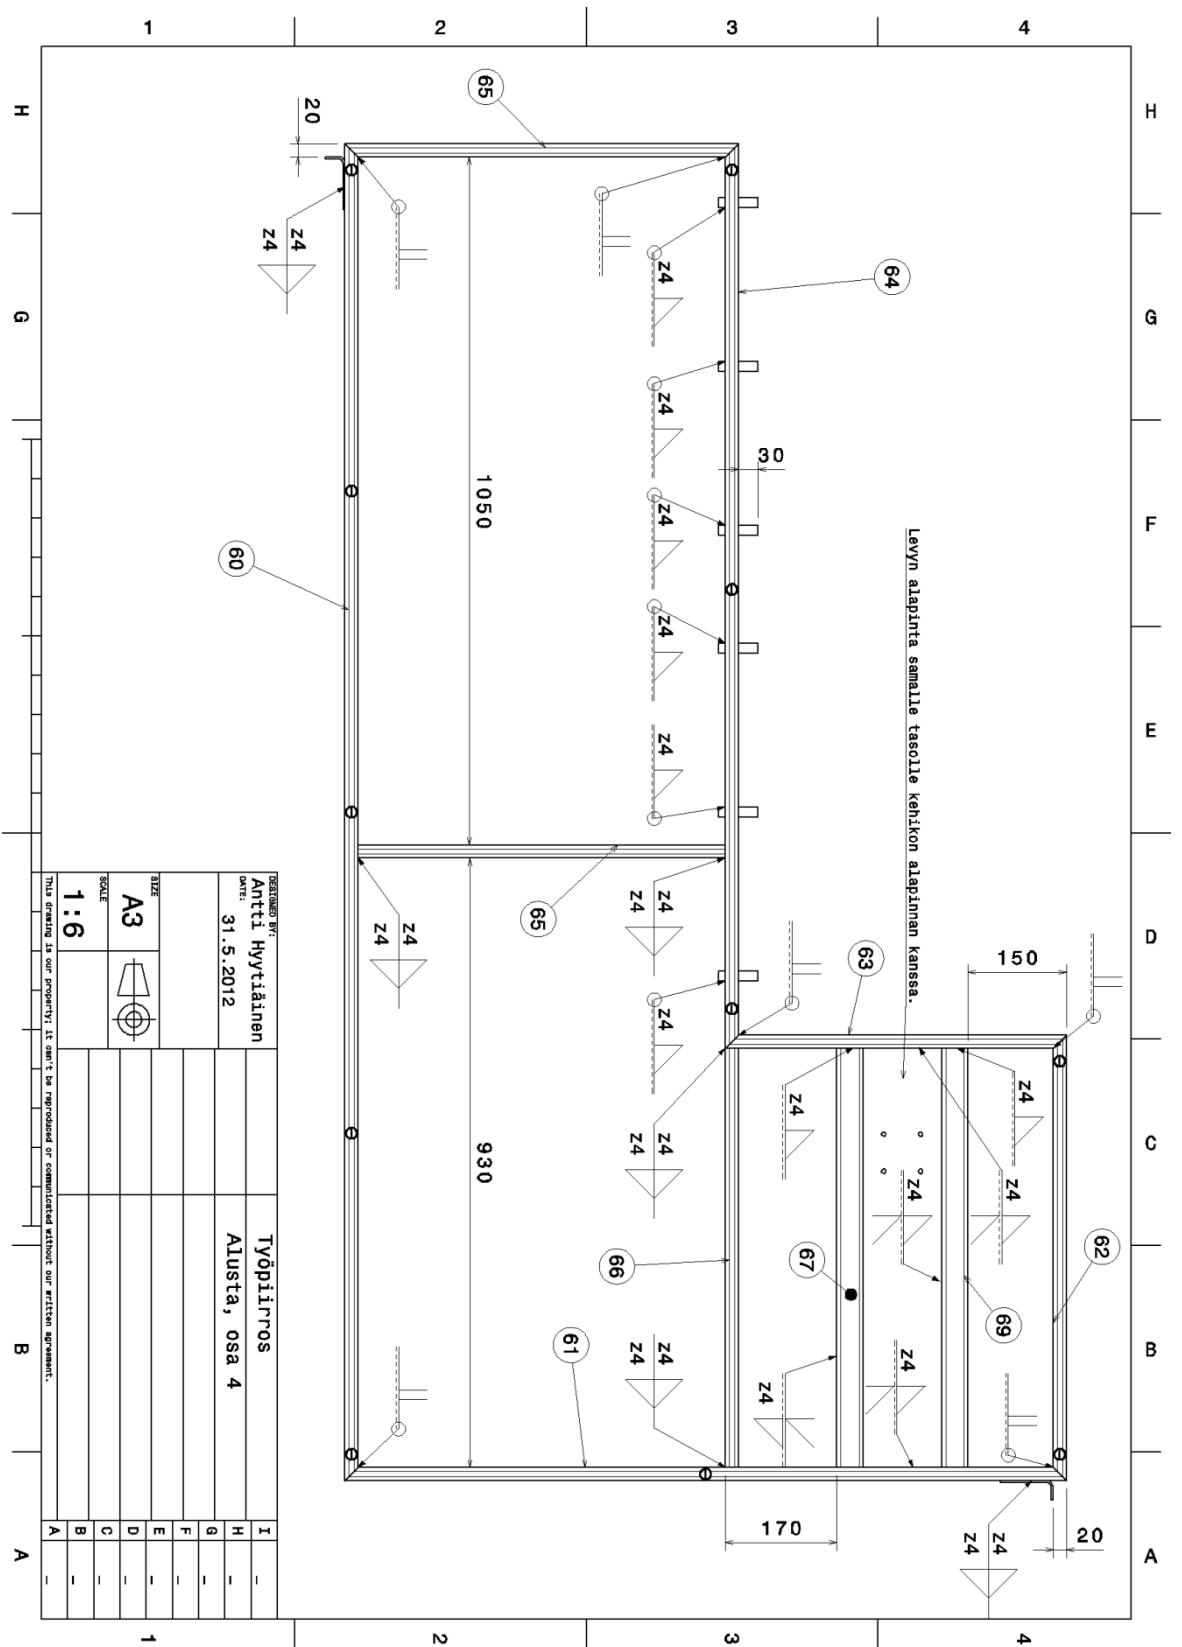 1
2
3
4
H
G
F
E
D
C
B
A
H
G
F
E
D
C
B
A
1
2
3
4
65
20
z4
z4
z4
64
z4
30
z4
1050
60
z4
z4
Levyn alapinta samalle tasolle kehikon alapinnan kanssa.
65
z4
z4
z4
z4
z4
63
150
z4
z4
930
z4
z4
z4
z4
66
67
62
69
61
z4
z4
z4
z4
170
20
z4
z4
DESIGNED BY:
Antti Hyytiäinen
DATE:
31.5.2012
SIZE
A3
SCALE
1:6
Työpiirros
Alusta, osa 4
This drawing is our property; it can't be reproduced or communicated without our written agreement.
I -
H -
G -
F -
E -
D -
C -
B -
A -